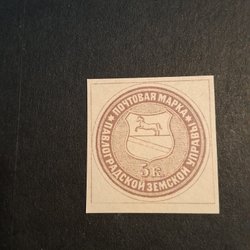 * ПОЧТОВАЯ МАРКА *
ПАВЛОГРАДСКОЙ ЗЕМСКОЙ УПРАВЫ
5 к.